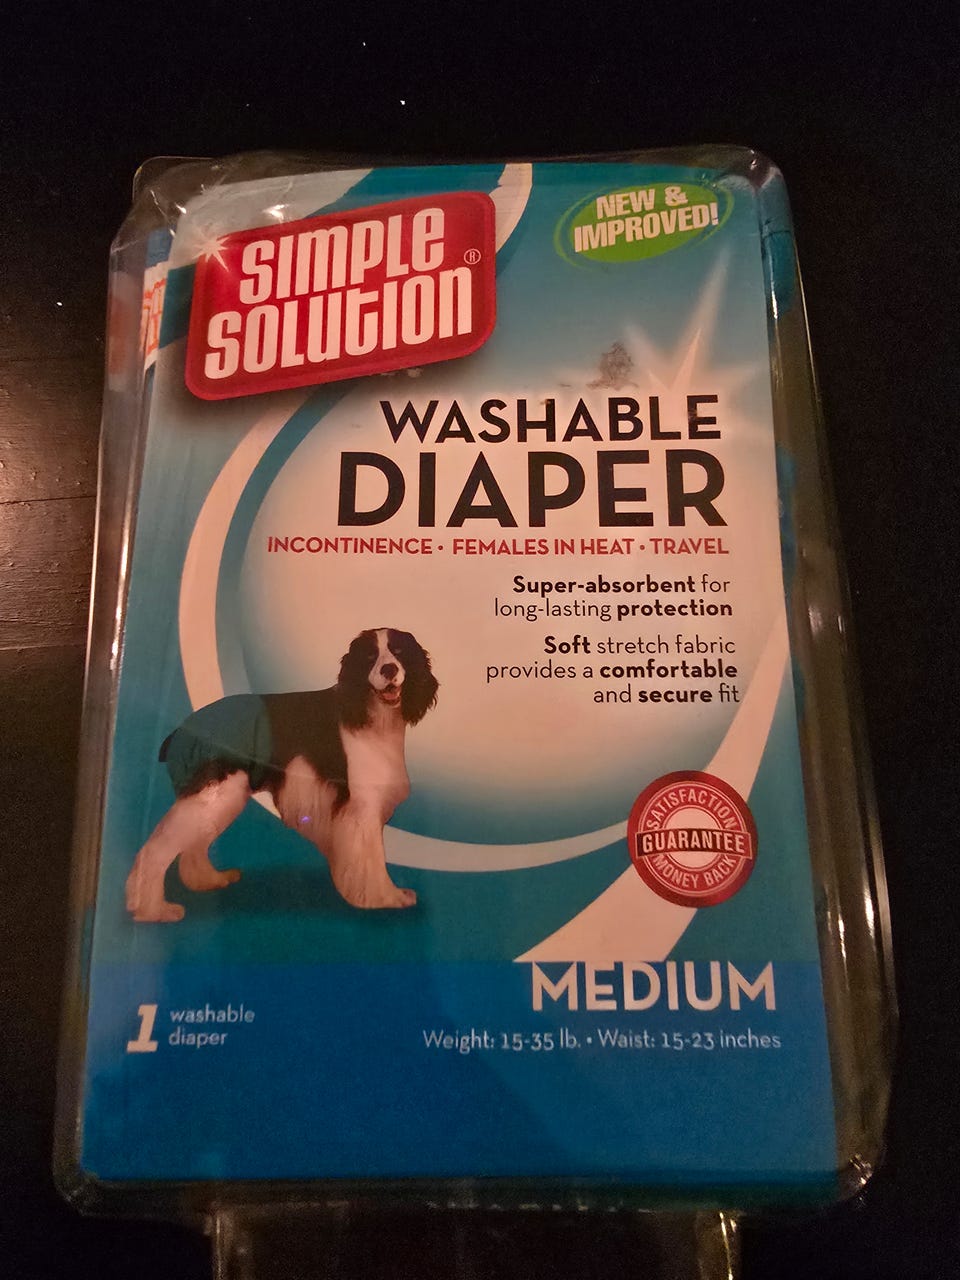 SIMPLE
SOLUTION®
NEW &
IMPROVED!
WASHABLE
DIAPER
INCONTINENCE • FEMALES IN HEAT • TRAVEL
Super-absorbent for
long-lasting protection
Soft stretch fabric
provides a comfortable
and secure fit
SATISFACTION
GUARANTEE
MONEY BACK
MEDIUM
1 washable
diaper
Weight: 15-35 lb. • Waist: 15-23 inches